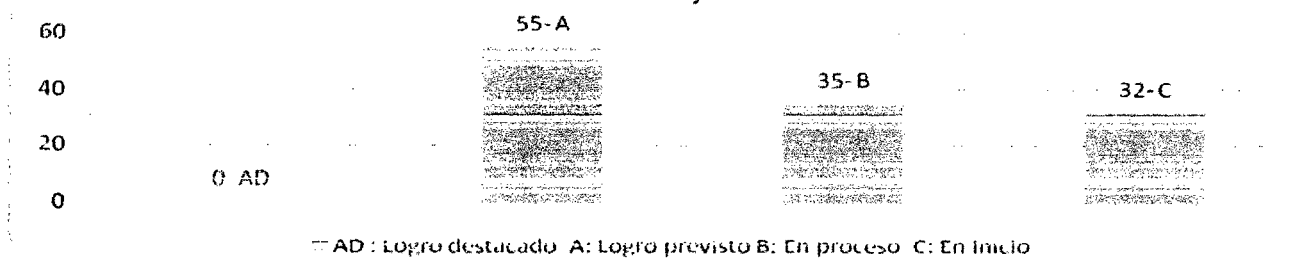 60
55-A
40
35-B
32-C
20
0 AD
0
AD : Logro destacado A: Logro previsto B: En proceso C: En Inicio